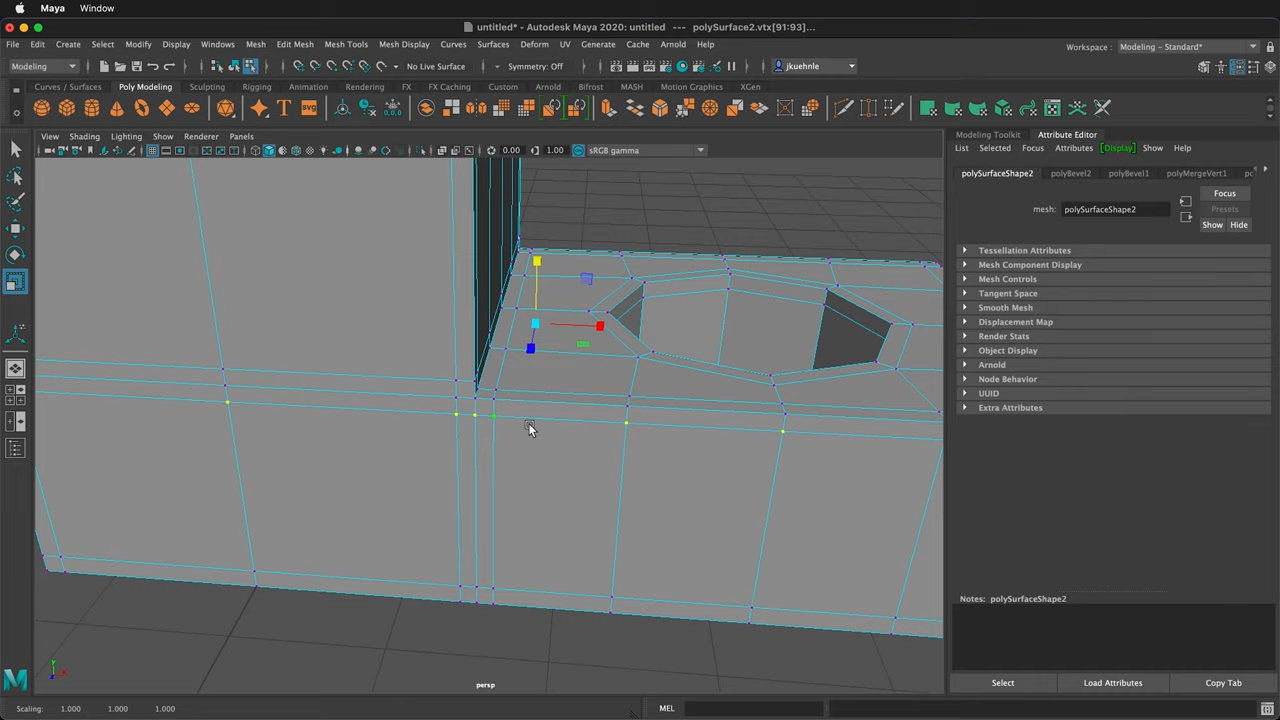 Maya Window
untitled* - Autodesk Maya 2020: untitled --- polySurface2.vtx[91:93]...
File Edit Create Select Modify Display Windows Mesh Edit Mesh Mesh Tools Mesh Display Curves Surfaces Deform UV Generate Cache Arnold Help
Workspace : Modeling - Standard*
Modeling No Live Surface Symmetry: Off jkuehnle
Curves / Surfaces Poly Modeling Sculpting Rigging Animation Rendering FX FX Caching Custom Arnold Bifrost MASH Motion Graphics XGen
SVG
0,0,0
View Shading Lighting Show Renderer Panels
0.00 1.00 sRGB gamma
Modeling Toolkit Attribute Editor
List Selected Focus Attributes Display Show Help
polySurfaceShape2 polyBevel2 polyBevel1 polyMergeVert1 pc
Focus
Presets
Show Hide
mesh: polySurfaceShape2
Tessellation Attributes
Mesh Component Display
Mesh Controls
Tangent Space
Smooth Mesh
Displacement Map
Render Stats
Object Display
Arnold
Node Behavior
UUID
Extra Attributes
Notes: polySurfaceShape2
Select Load Attributes Copy Tab
persp
Scaling: 1.000 1.000 1.000
MEL